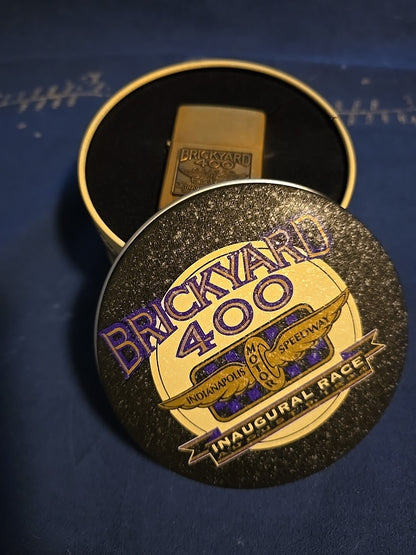 BRICKYARD
400
BRICKYARD
400
INDIANAPOLIS
MOTOR
SPEEDWAY
INAUGURAL RACE